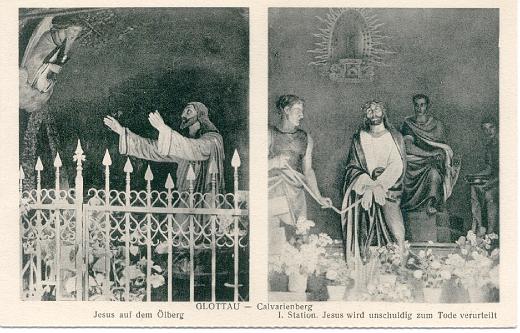 GLOTTAU — Calvarienberg
Jesus auf dem Ölberg
I. Station. Jesus wird unschuldig zum Tode verurteilt